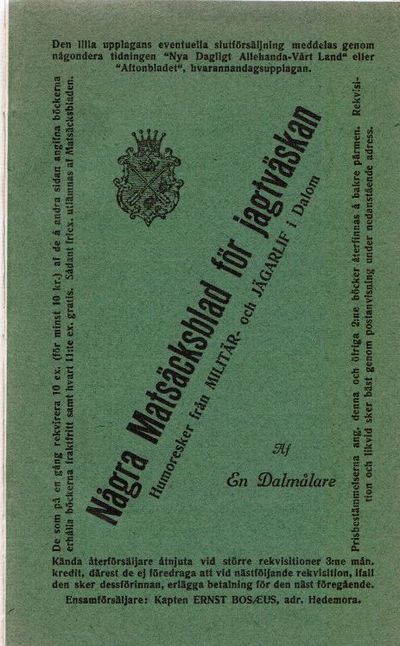 Den lilla upplagans eventuella slutförsäljning meddelas genom
någondera tidningen "Nya Dagligt Allehanda-Vårt Land" eller
"Aftonbladet", hvarannandagsupplagan.
De som på en gång rekvirera 10 ex. (för minst 10 kr.) af de å andra sidan angifna böckerna
erhålla böckerna fraktfritt samt hvart 11:te ex. gratis. Sådant friex. utlämnas af Matsäcksbladen.
Några Matsäcksblad för jagtväskan
Humoresker från MILITÄR- och JÄGARLIF i Dalom
Af
En Dalmålare
Prisbestämmelserna ang. denna och öfriga 2:ne böcker återfinnas å bakre pärmen. Rekvisi-
tion och likvid sker bäst genom postanvisning under nedanstående adress.
Kända återförsäljare åtnjuta vid större rekvisitioner 3:ne mån.
kredit, därest de ej föredraga att vid nästföljande rekvisition, ifall
den sker dessförinnan, erlägga betalning för den näst föregående.
Ensamförsäljare: Kapten ERNST BOSÆUS, adr. Hedemora.